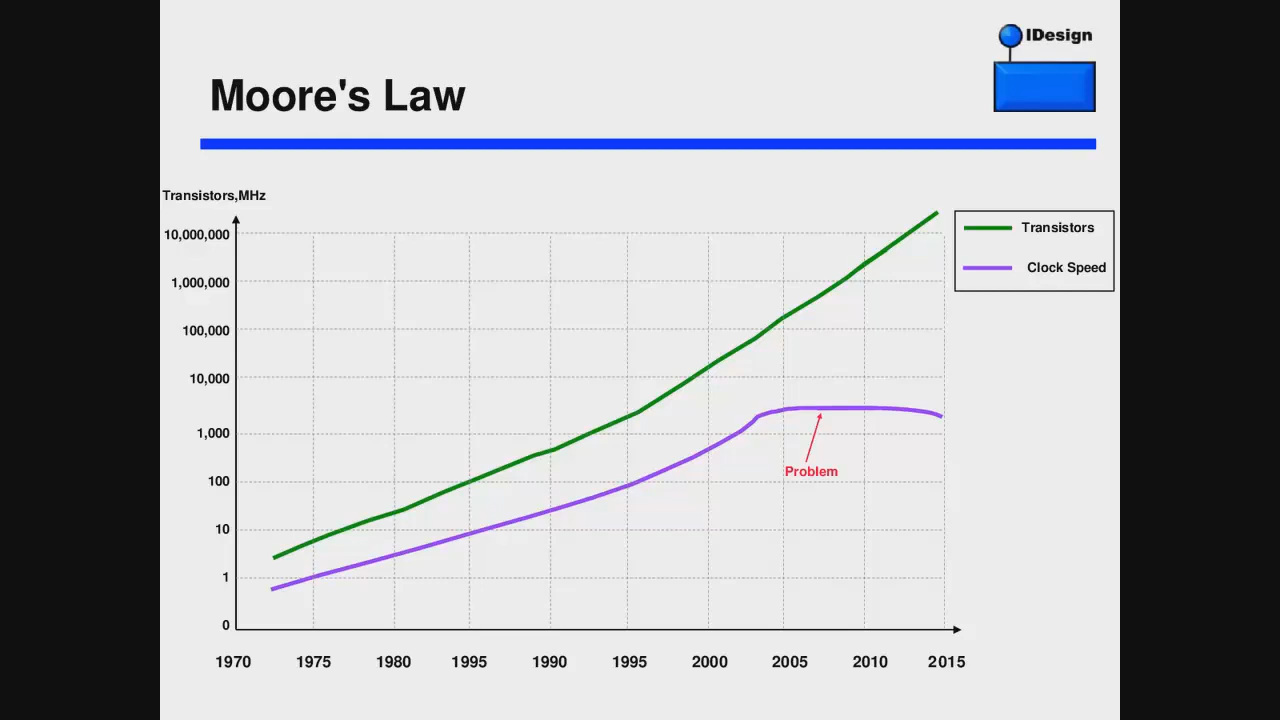 IDesign
Moore's Law
Transistors,MHz
10,000,000
1,000,000
100,000
10,000
1,000
100
10
1
0
Transistors
Clock Speed
Problem
1970 1975 1980 1995 1990 1995 2000 2005 2010 2015